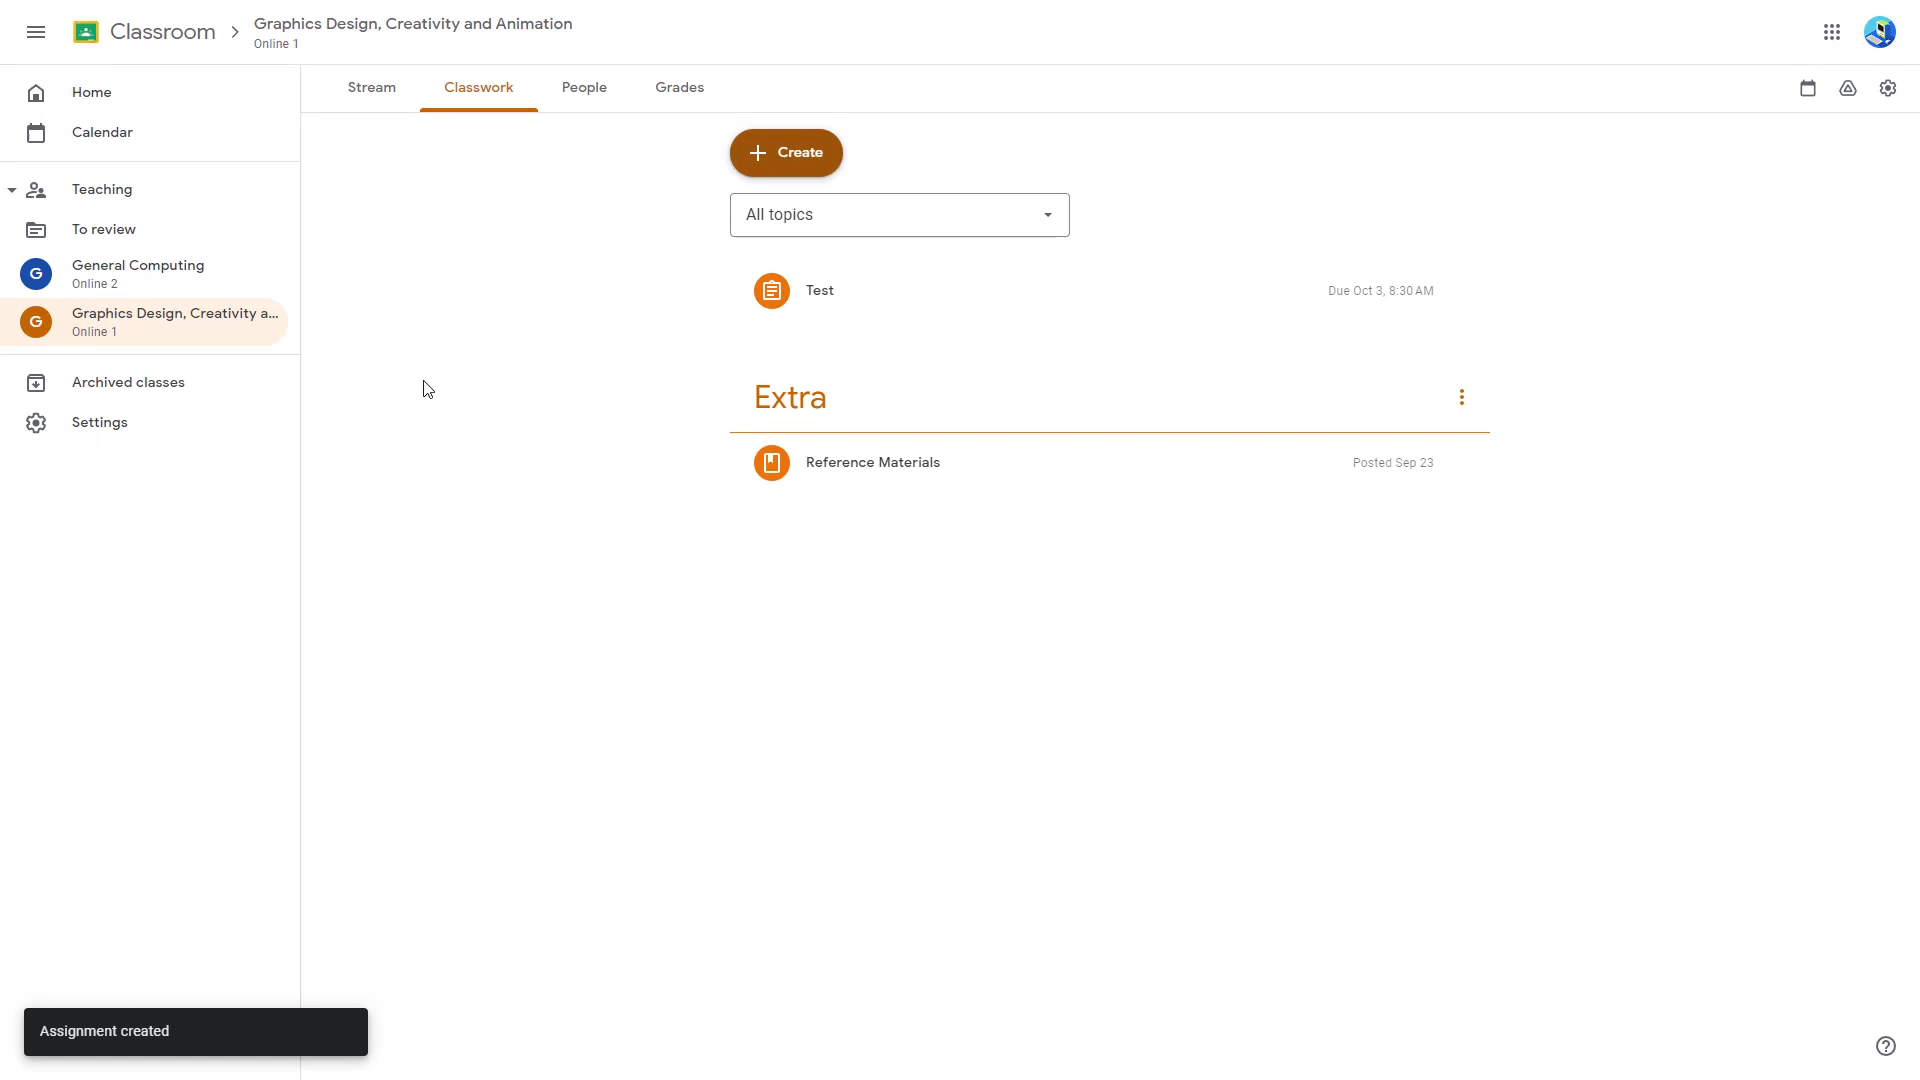 Classroom
Graphics Design, Creativity and Animation
Online 1
Home
Calendar
Teaching
To review
G
General Computing
Online 2
G
Graphics Design, Creativity a...
Online 1
Archived classes
Settings
Stream
Classwork
People
Grades
Create
All topics
Test
Due Oct 3, 8:30 AM
Extra
Reference Materials
Posted Sep 23
Assignment created